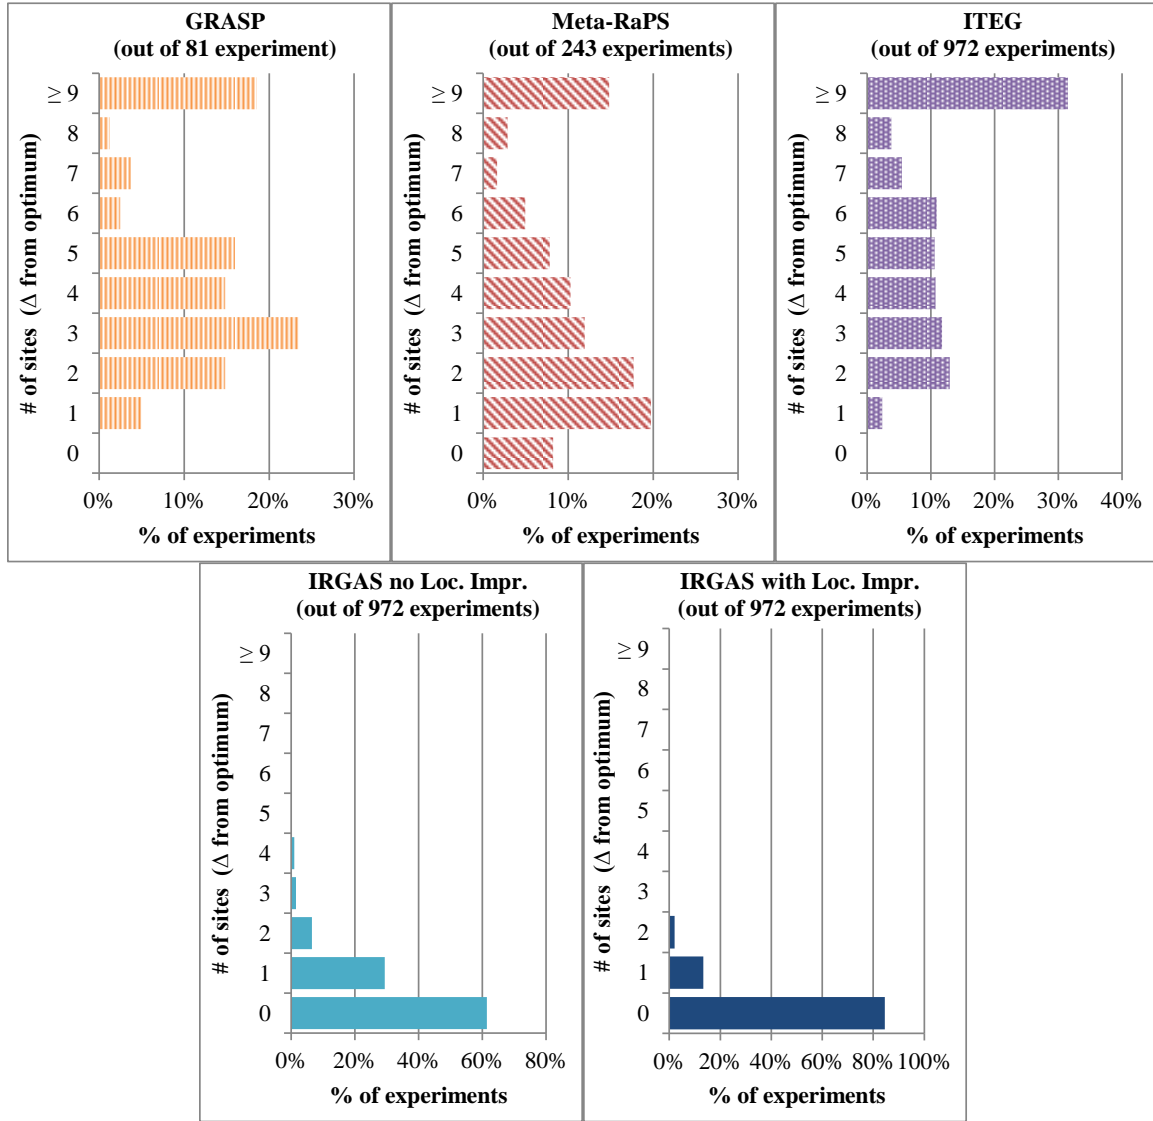 GRASP
(out of 81 experiment)
# of sites (Δ from optimum)
≥ 9
8
7
6
5
4
3
2
1
0
0% 10% 20% 30%
% of experiments
Meta-RaPS
(out of 243 experiments)
# of sites (Δ from optimum)
≥ 9
8
7
6
5
4
3
2
1
0
0% 10% 20% 30%
% of experiments
ITEG
(out of 972 experiments)
# of sites (Δ from optimum)
≥ 9
8
7
6
5
4
3
2
1
0
0% 10% 20% 30% 40%
% of experiments
IRGAS no Loc. Impr.
(out of 972 experiments)
# of sites (Δ from optimum)
≥ 9
8
7
6
5
4
3
2
1
0
0% 20% 40% 60% 80%
% of experiments
IRGAS with Loc. Impr.
(out of 972 experiments)
# of sites (Δ from optimum)
≥ 9
8
7
6
5
4
3
2
1
0
0% 20% 40% 60% 80% 100%
% of experiments